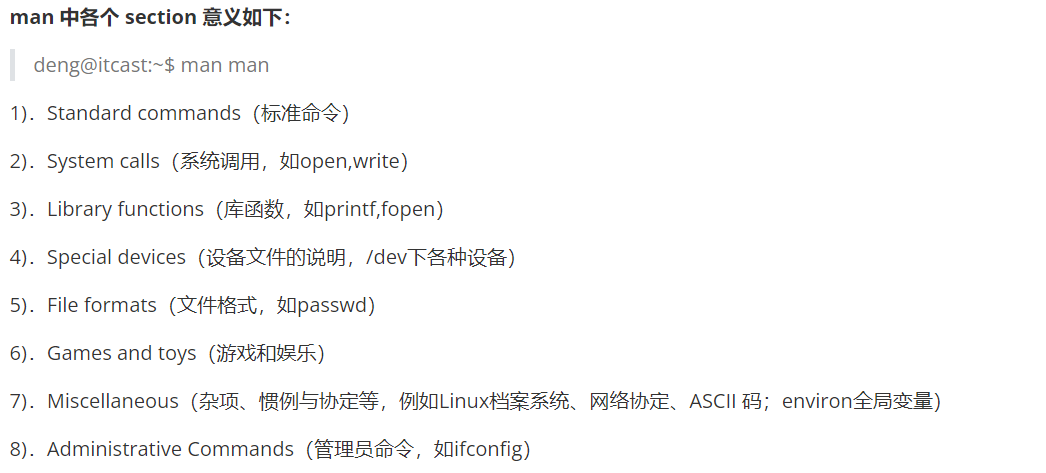 man 中各个 section 意义如下：
deng@itcast:~$ man man
1)．Standard commands（标准命令）
2)．System calls（系统调用，如open,write）
3)．Library functions（库函数，如printf,fopen）
4)．Special devices（设备文件的说明，/dev下各种设备）
5)．File formats（文件格式，如passwd）
6)．Games and toys（游戏和娱乐）
7)．Miscellaneous（杂项、惯例与协定等，例如Linux档案系统、网络协定、ASCII 码；environ全局变量）
8)．Administrative Commands（管理员命令，如ifconfig）